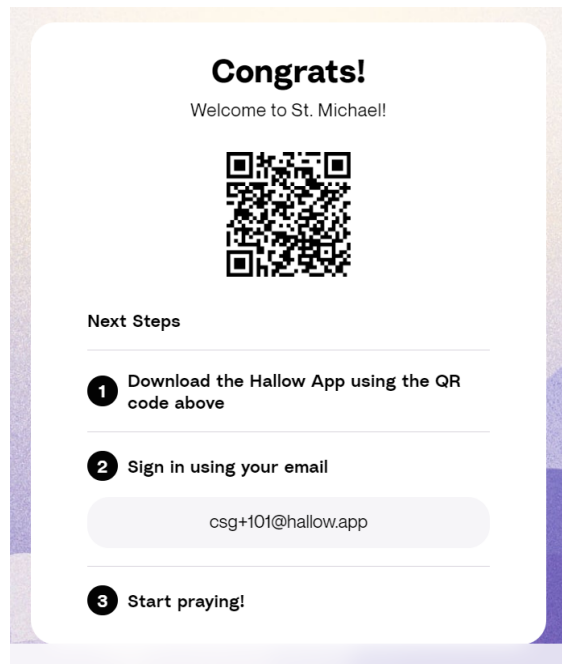 Congrats!
Welcome to St. Michael!
Next Steps
1 Download the Hallow App using the QR
code above
2 Sign in using your email
csg+101@hallow.app
3 Start praying!